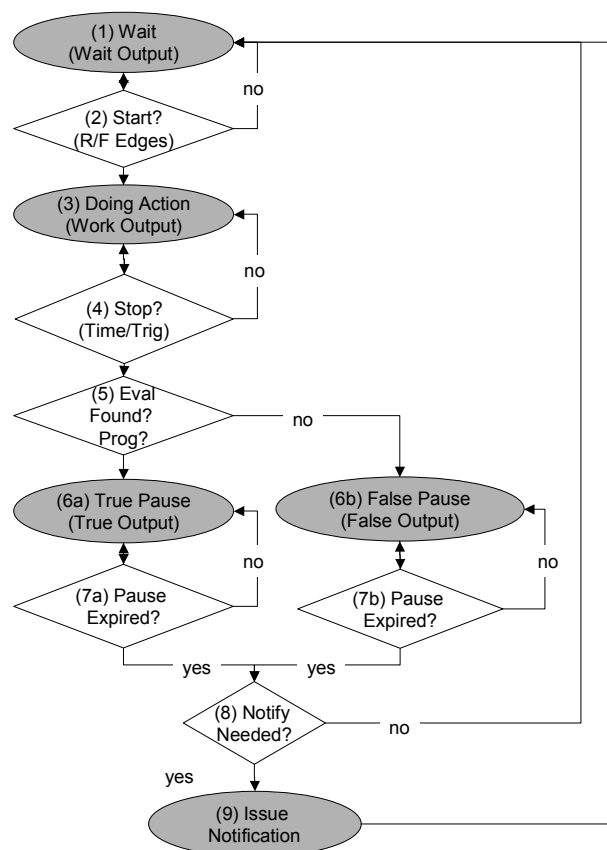 (1) Wait
(Wait Output)
no
(2) Start?
(R/F Edges)
(3) Doing Action
(Work Output)
no
(4) Stop?
(Time/Trig)
(5) Eval
Found?
Prog?
no
(6a) True Pause
(True Output)
(6b) False Pause
(False Output)
no
no
(7a) Pause
Expired?
(7b) Pause
Expired?
yes
yes
(8) Notify
Needed?
no
yes
(9) Issue
Notification